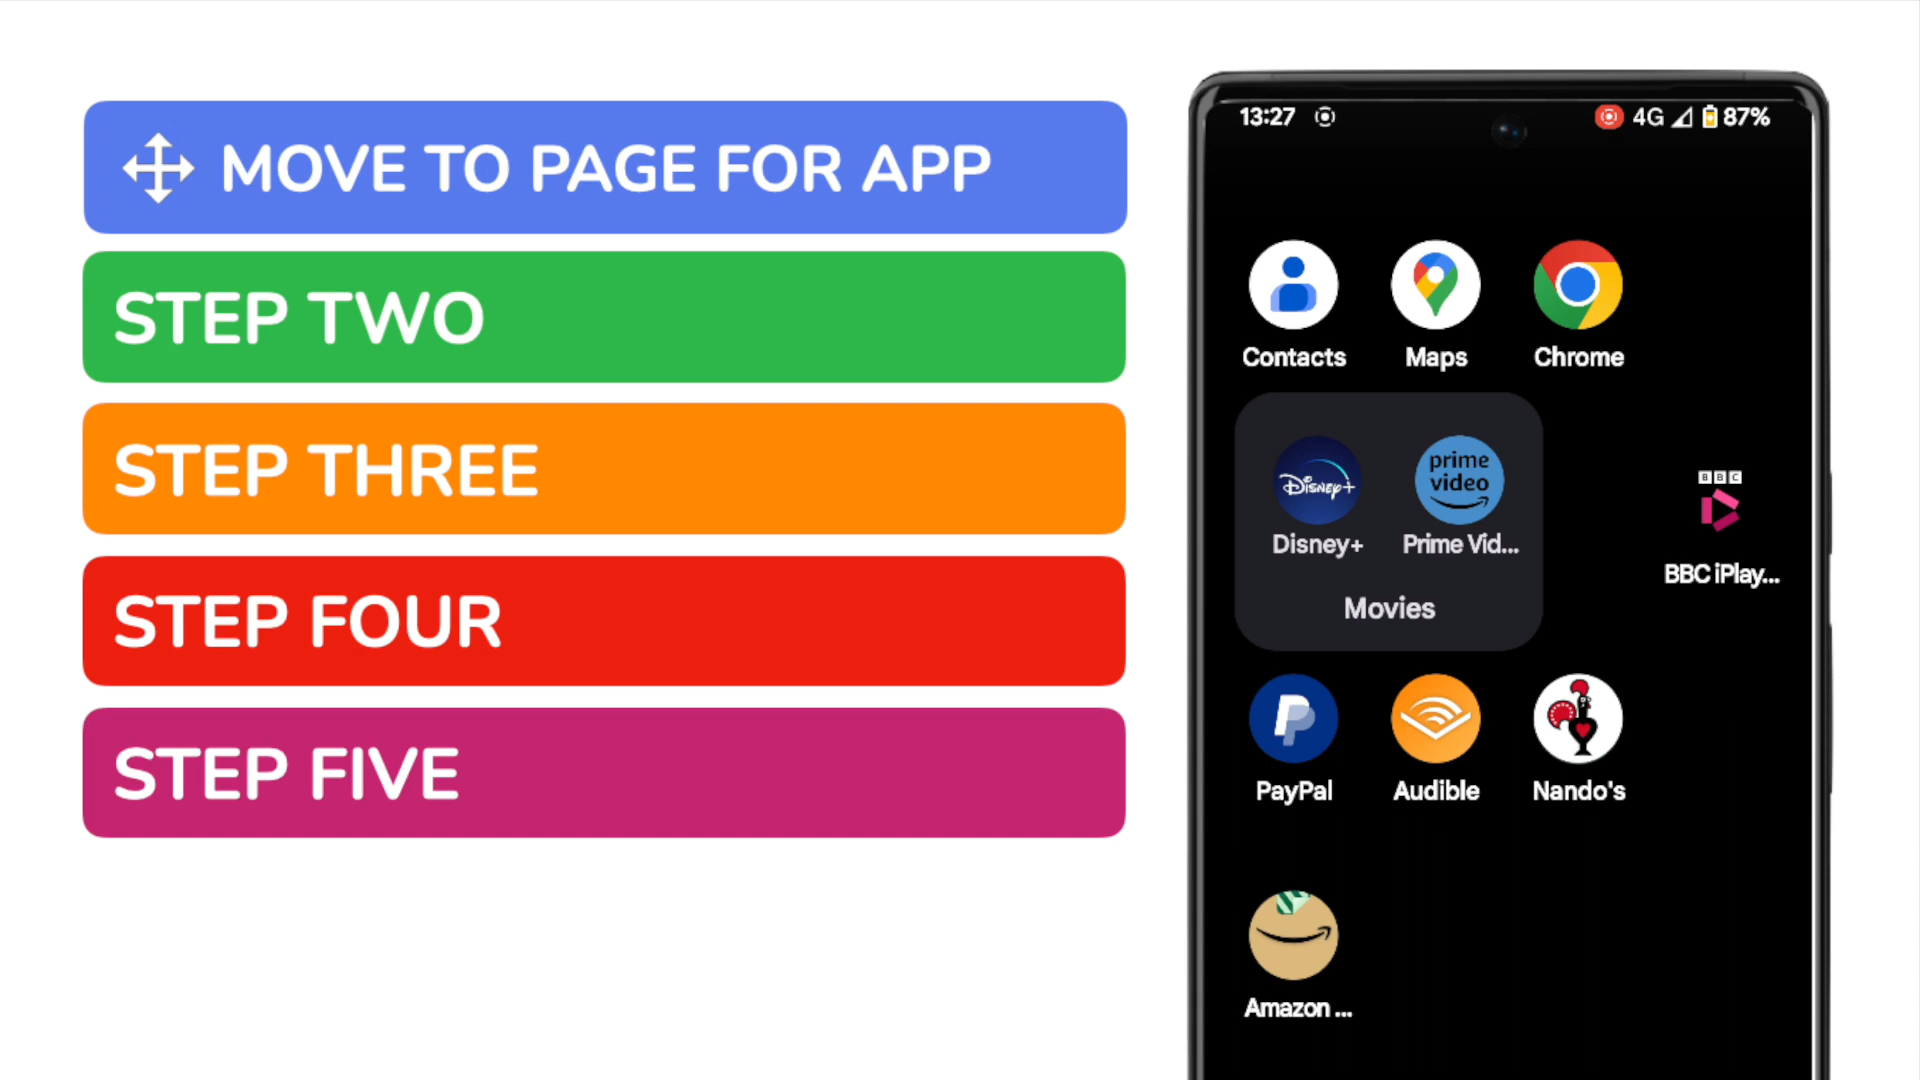 MOVE TO PAGE FOR APP
STEP TWO
STEP THREE
STEP FOUR
STEP FIVE
13:27 4G 87%
Contacts Maps Chrome
Disney+ prime video BBC
Disney+ Prime Vid...
BBC iPlay...
Movies
PayPal Audible Nando's
Amazon ...